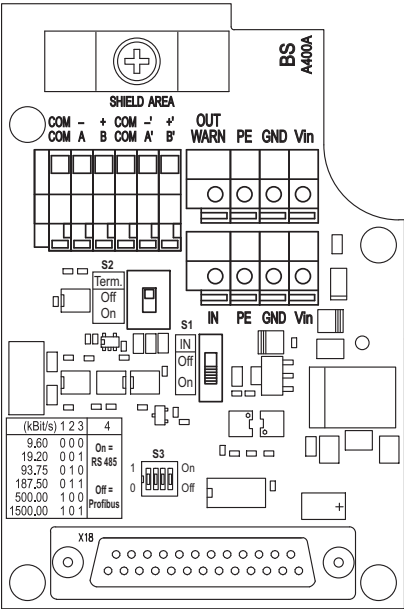 BS
A400A
SHIELD AREA
COM – + COM –' +'
COM A B COM A' B'
OUT
WARN PE GND Vin
IN PE GND Vin
S2
Term.
Off
On
S1
IN
Off
On
(kBit/s) 1 2 3 4
9.60 0 0 0
19.20 0 0 1
93.75 0 1 0
187.50 0 1 1
500.00 1 0 0
1500.00 1 0 1
On =
RS 485
Off =
Profibus
S3
1 On
0 Off
+
X18